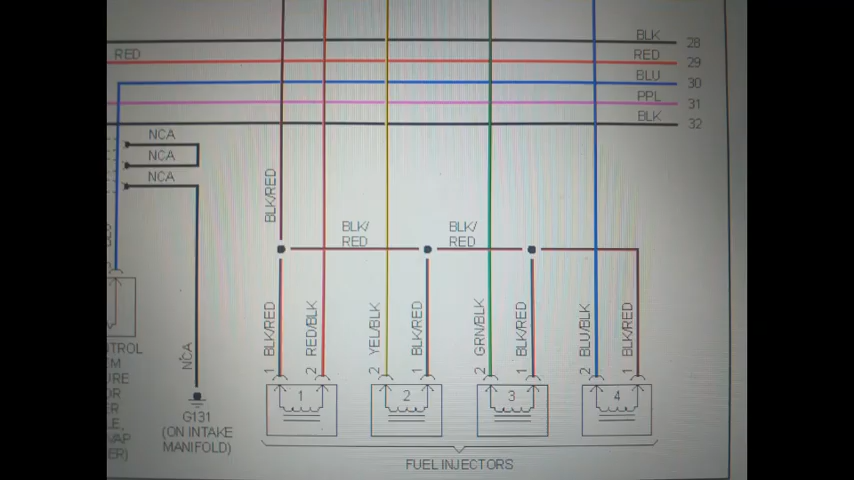 BLK 28
RED RED 29
BLU 30
PPL 31
BLK 32
NCA
NCA
NCA
BLK/RED
BLK/
RED
BLK/
RED
NCA
1 BLK/RED
2 RED/BLK
2 YEL/BLK
1 BLK/RED
2 GRN/BLK
1 BLK/RED
2 BLU/BLK
1 BLK/RED
1
2
3
4
G131
(ON INTAKE
MANIFOLD)
FUEL INJECTORS